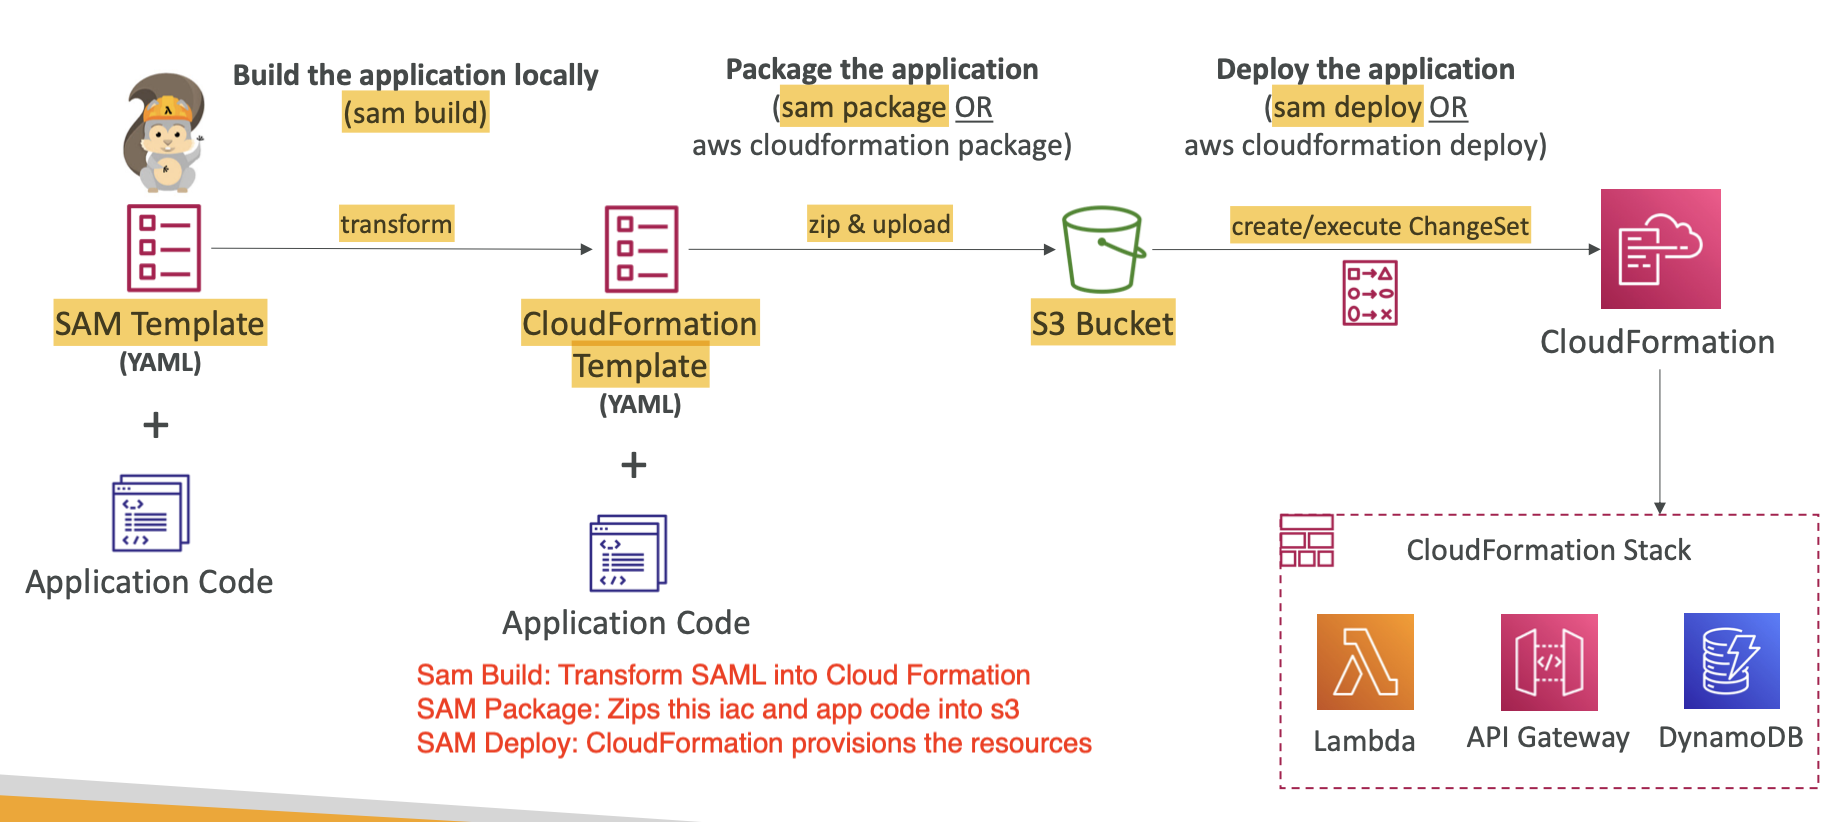 Build the application locally
(sam build)
Package the application
(sam package OR
aws cloudformation package)
Deploy the application
(sam deploy OR
aws cloudformation deploy)
transform
zip & upload
create/execute ChangeSet
SAM Template
(YAML)
+
Application Code
CloudFormation
Template
(YAML)
+
Application Code
S3 Bucket
CloudFormation
CloudFormation Stack
Lambda
API Gateway
DynamoDB
Sam Build: Transform SAML into Cloud Formation
SAM Package: Zips this iac and app code into s3
SAM Deploy: CloudFormation provisions the resources